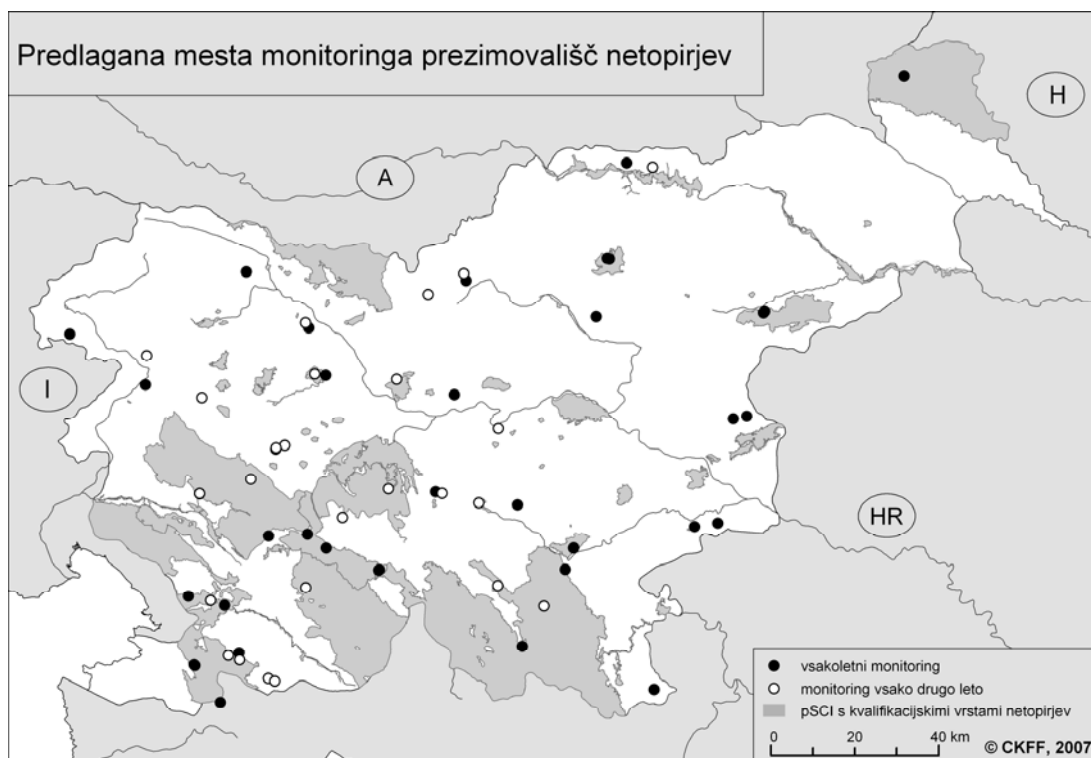 Predlagana mesta monitoringa prezimovališč netopirjev
H
A
I
HR
vsakoletni monitoring
monitoring vsako drugo leto
pSCI s kvalifikacijskimi vrstami netopirjev
0 20 40 km
© CKFF, 2007